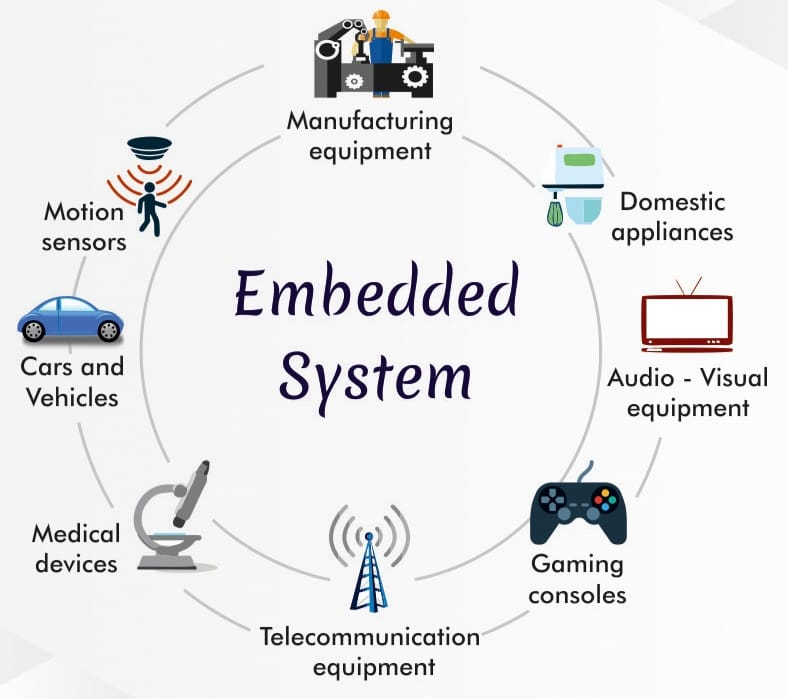 Manufacturing
equipment
Domestic
appliances
Motion
sensors
Embedded
System
Cars and
Vehicles
Audio - Visual
equipment
Medical
devices
Gaming
consoles
Telecommunication
equipment